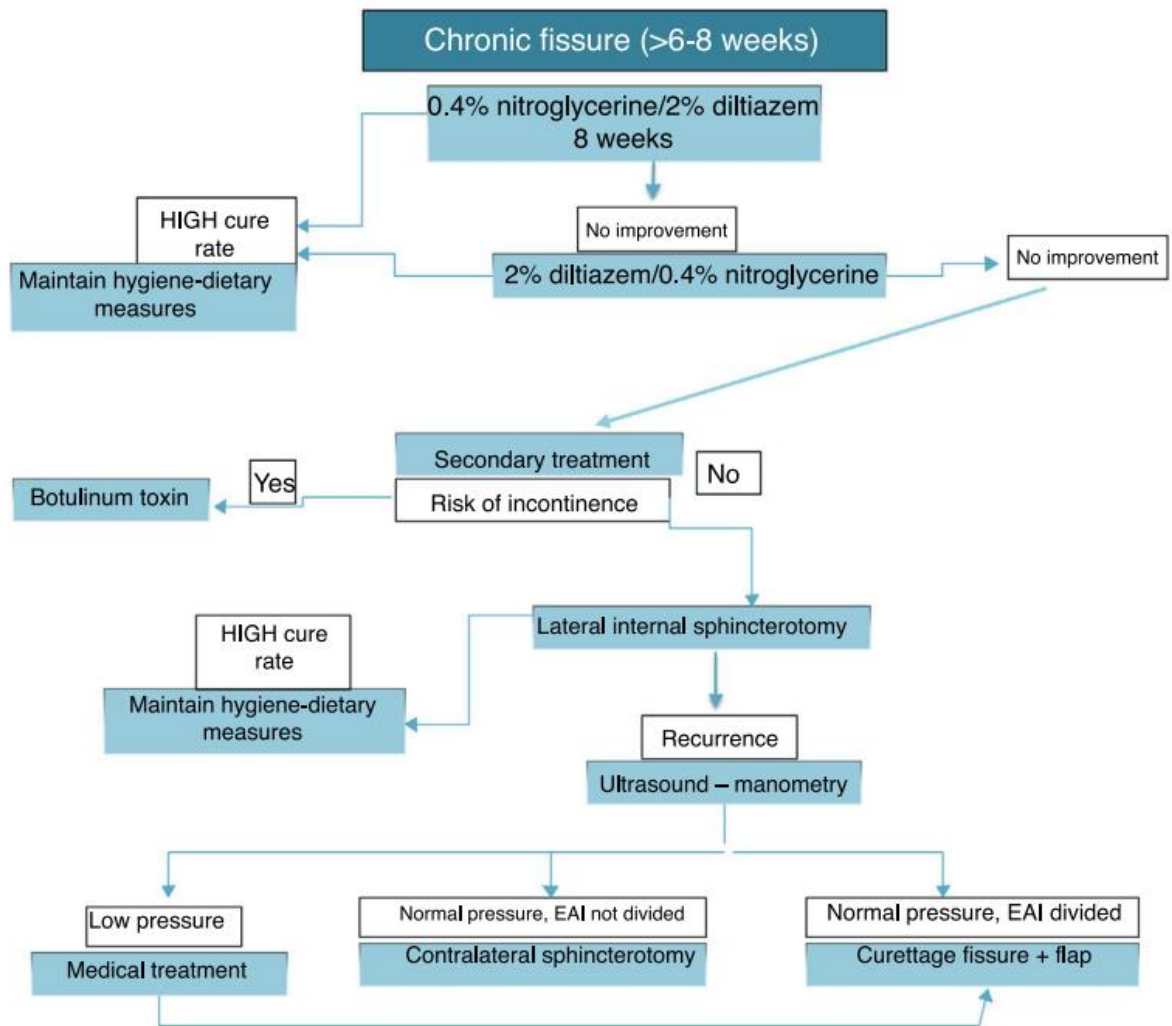 Chronic fissure (>6-8 weeks)
0.4% nitroglycerine/2% diltiazem
8 weeks
HIGH cure
rate
Maintain hygiene-dietary
measures
No improvement
2% diltiazem/0.4% nitroglycerine
No improvement
Secondary treatment
Risk of incontinence
Yes
No
Botulinum toxin
Lateral internal sphincterotomy
HIGH cure
rate
Maintain hygiene-dietary
measures
Recurrence
Ultrasound – manometry
Low pressure
Medical treatment
Normal pressure, EAI not divided
Contralateral sphincterotomy
Normal pressure, EAI divided
Curettage fissure + flap